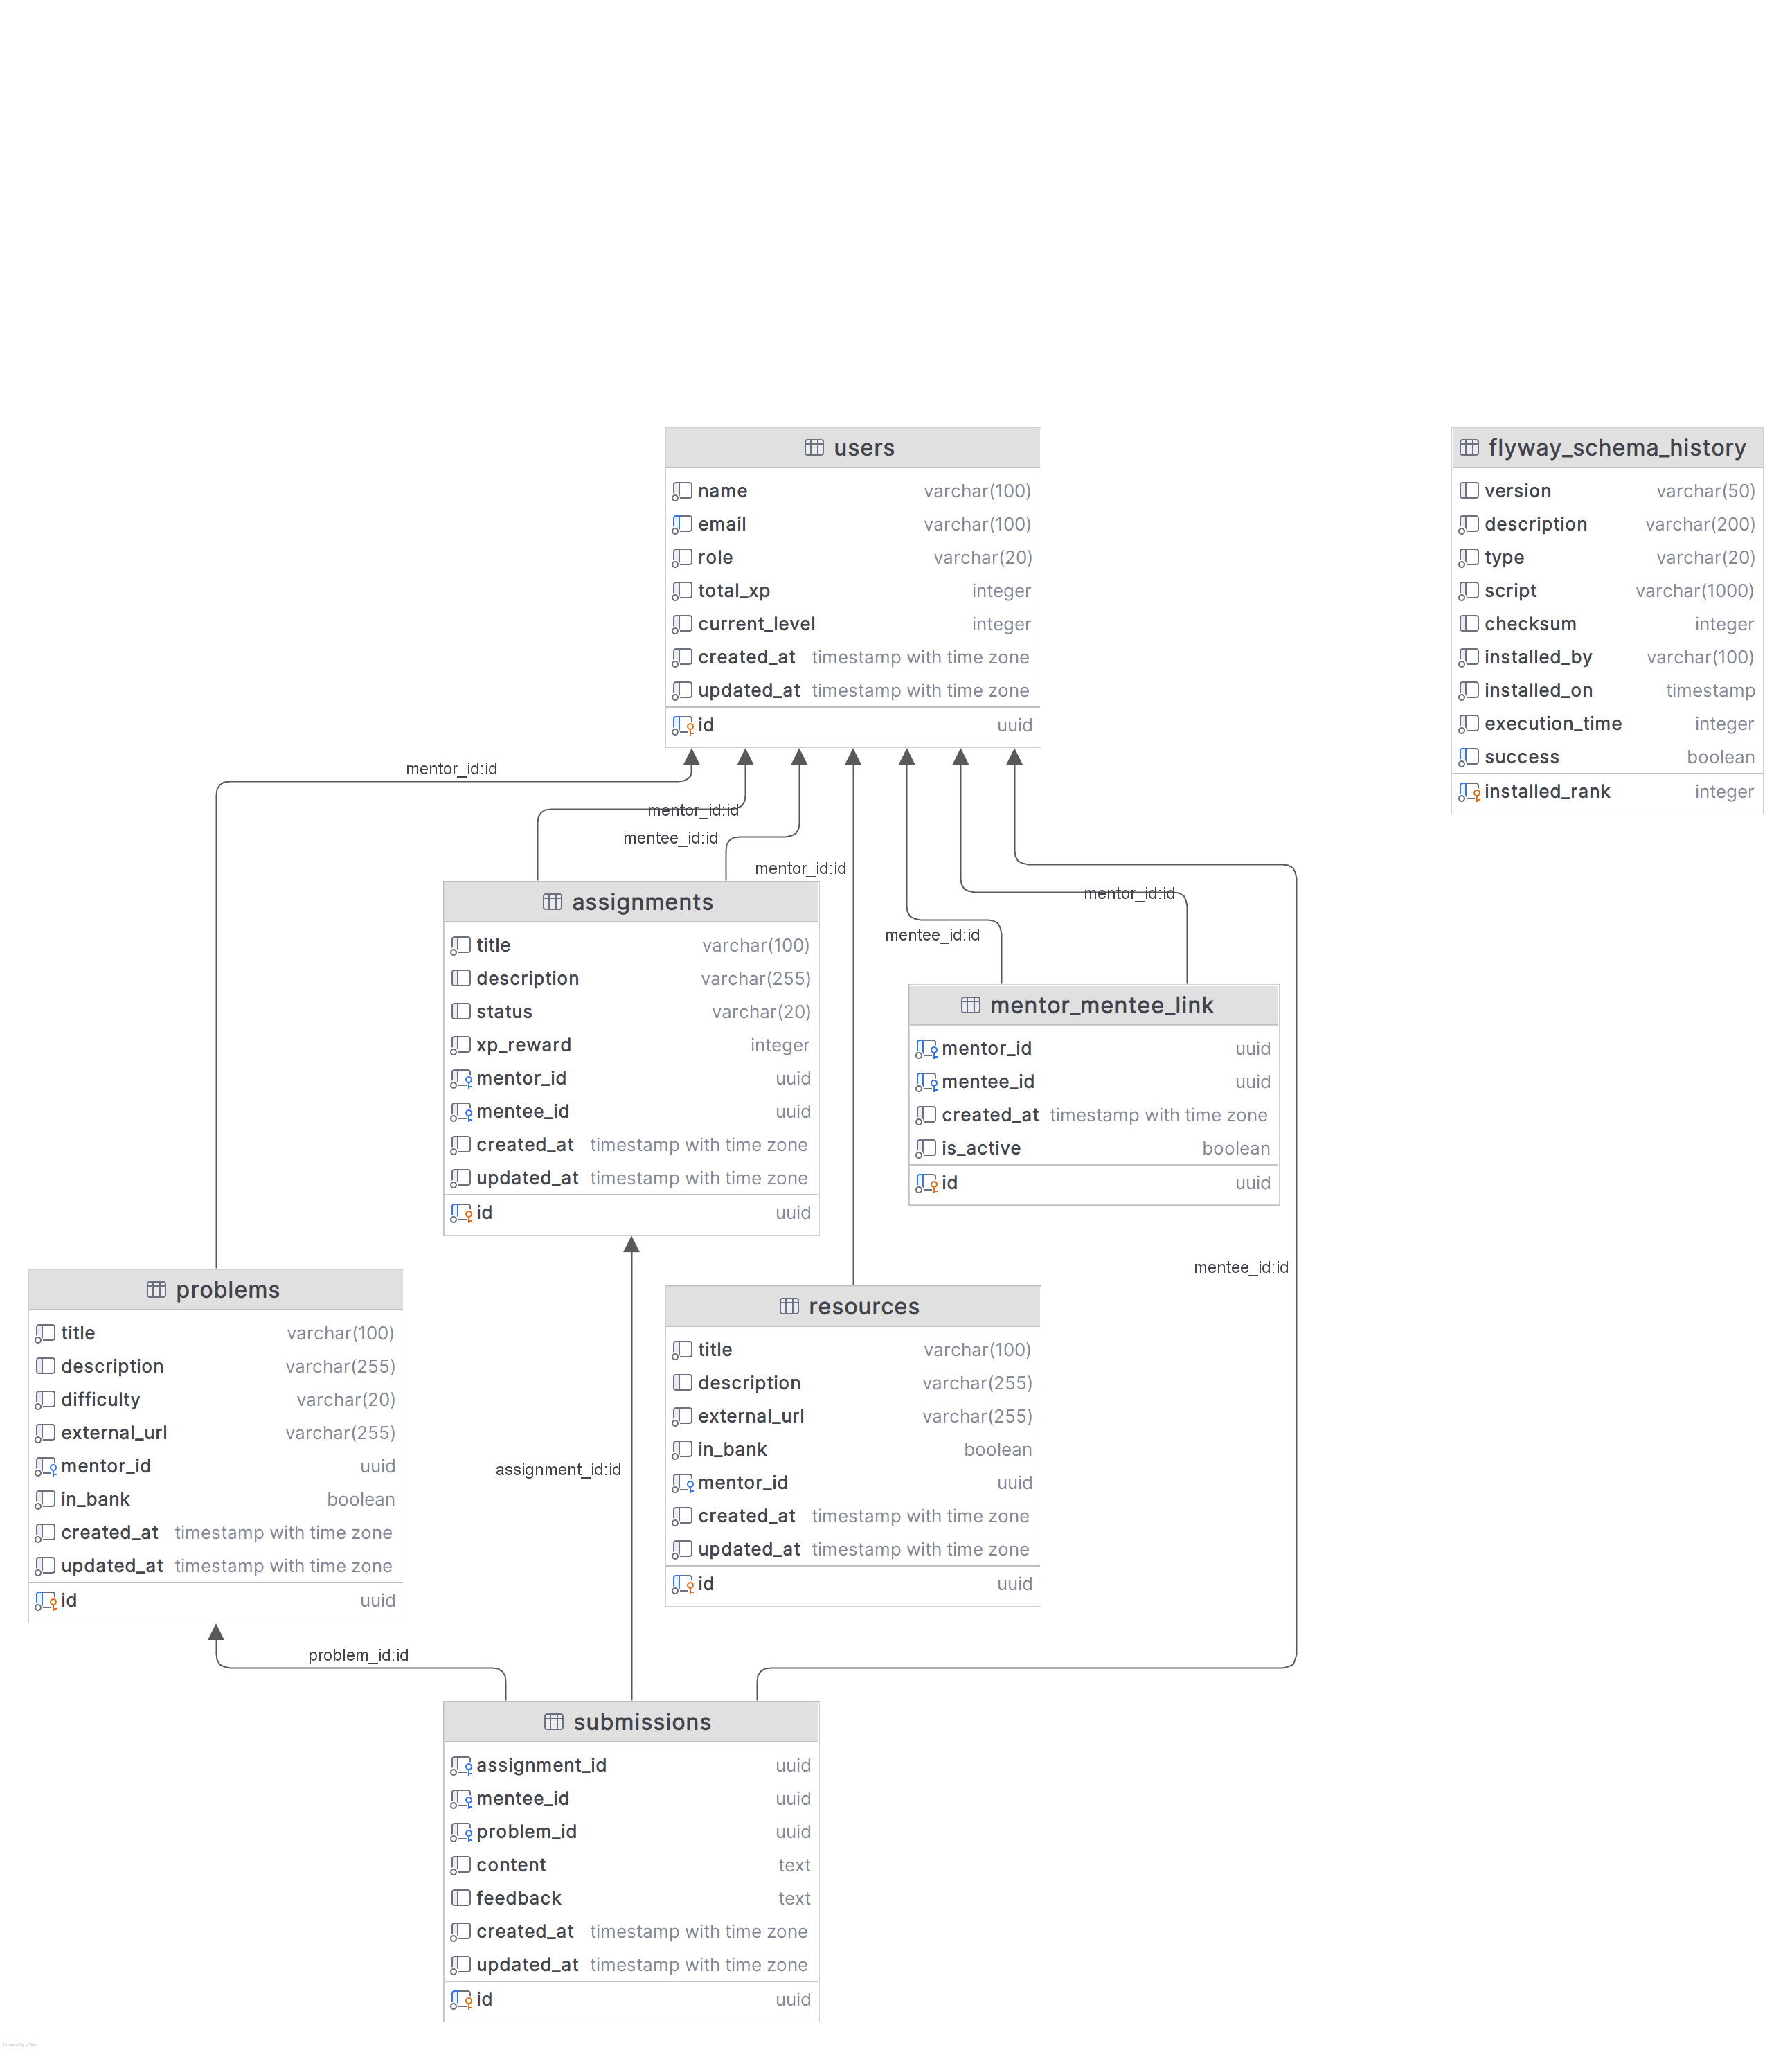 users
name varchar(100)
email varchar(100)
role varchar(20)
total_xp integer
current_level integer
created_at timestamp with time zone
updated_at timestamp with time zone
id uuid
flyway_schema_history
version varchar(50)
description varchar(200)
type varchar(20)
script varchar(1000)
checksum integer
installed_by varchar(100)
installed_on timestamp
execution_time integer
success boolean
installed_rank integer
mentor_id:id
mentor_id:id
mentee_id:id
mentor_id:id
mentor_id:id
mentee_id:id
assignments
title varchar(100)
description varchar(255)
status varchar(20)
xp_reward integer
mentor_id uuid
mentee_id uuid
created_at timestamp with time zone
updated_at timestamp with time zone
id uuid
mentor_mentee_link
mentor_id uuid
mentee_id uuid
created_at timestamp with time zone
is_active boolean
id uuid
mentee_id:id
problems
title varchar(100)
description varchar(255)
difficulty varchar(20)
external_url varchar(255)
mentor_id uuid
in_bank boolean
created_at timestamp with time zone
updated_at timestamp with time zone
id uuid
resources
title varchar(100)
description varchar(255)
external_url varchar(255)
in_bank boolean
mentor_id uuid
created_at timestamp with time zone
updated_at timestamp with time zone
id uuid
assignment_id:id
problem_id:id
submissions
assignment_id uuid
mentee_id uuid
problem_id uuid
content text
feedback text
created_at timestamp with time zone
updated_at timestamp with time zone
id uuid
Powered by yFiles